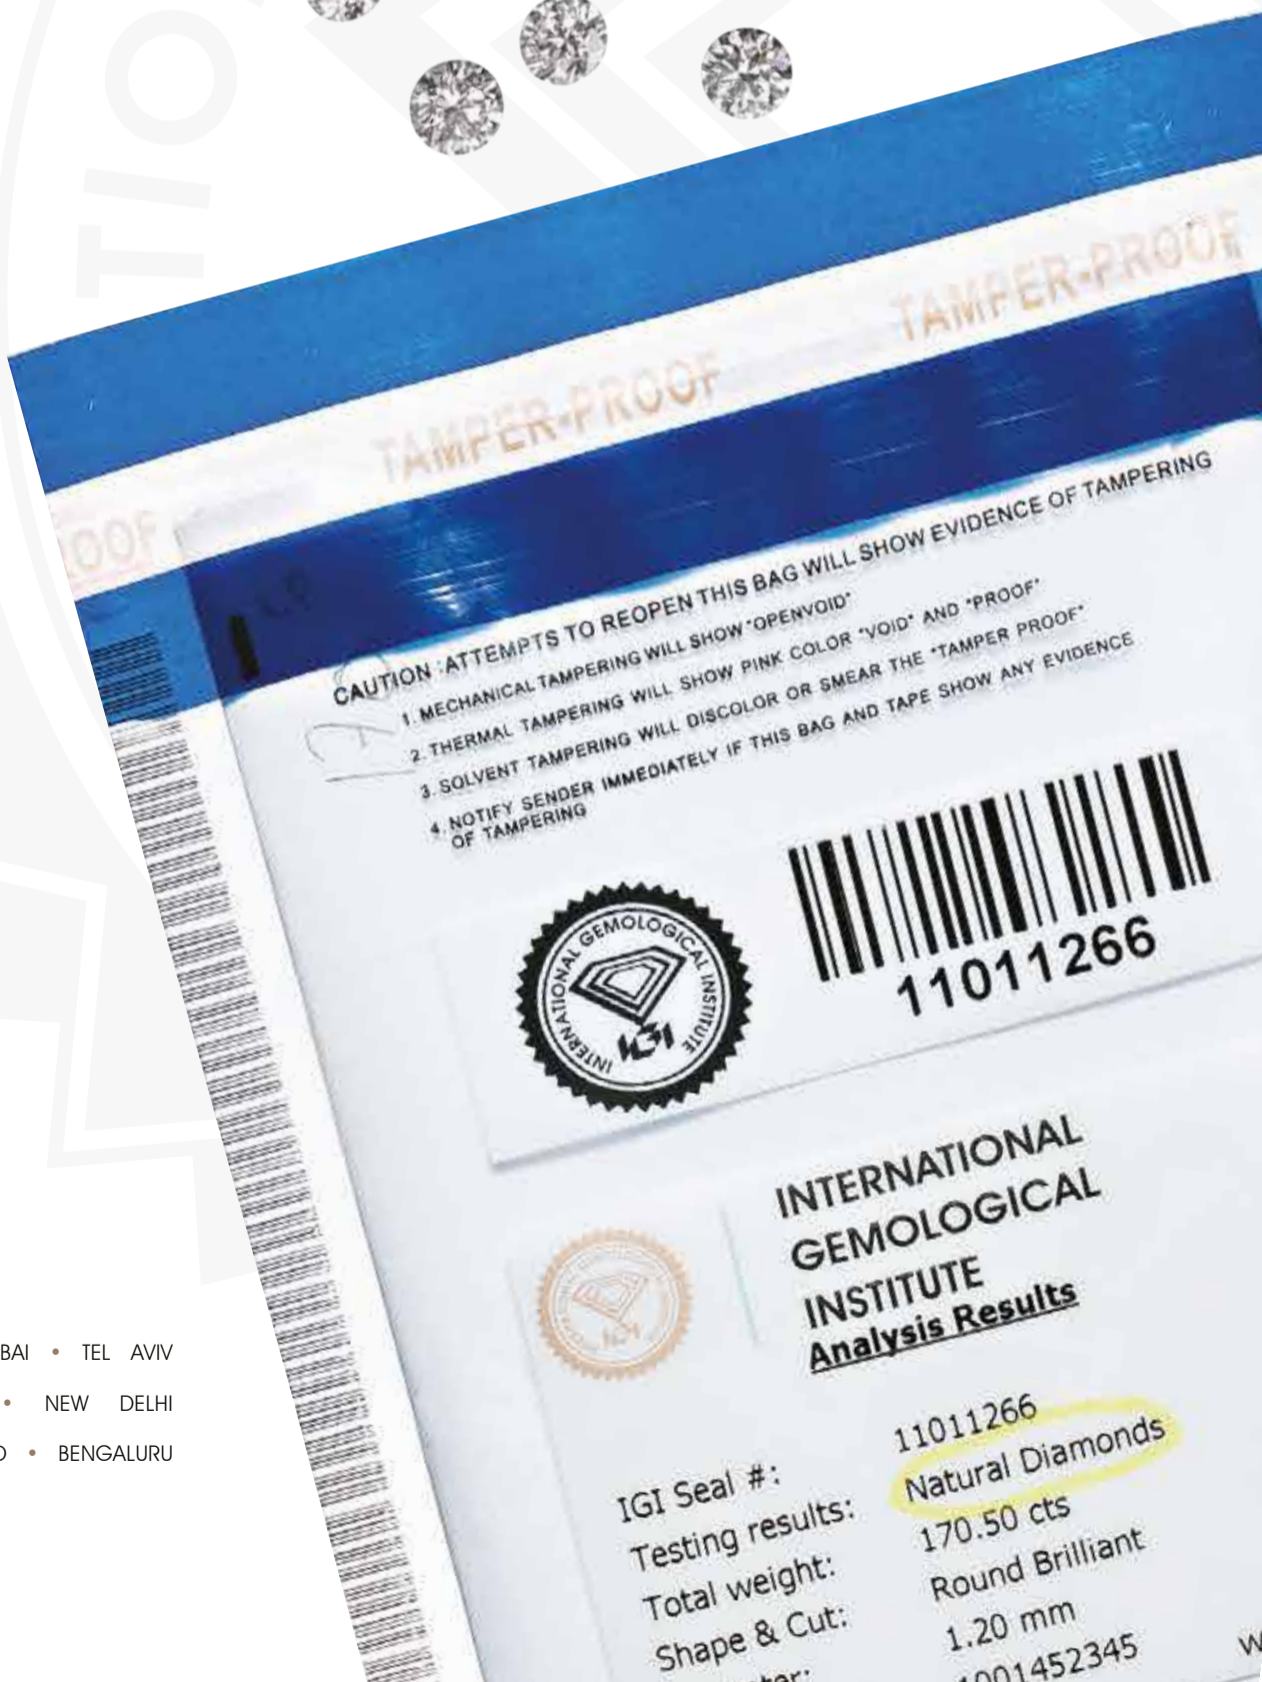 TIO
TAMPER-PROOF
TAMPER-PROOF
OOF
CAUTION :ATTEMPTS TO REOPEN THIS BAG WILL SHOW EVIDENCE OF TAMPERING
1. MECHANICAL TAMPERING WILL SHOW "OPENVOID"
2. THERMAL TAMPERING WILL SHOW PINK COLOR "VOID" AND "PROOF"
3. SOLVENT TAMPERING WILL DISCOLOR OR SMEAR THE "TAMPER PROOF"
4. NOTIFY SENDER IMMEDIATELY IF THIS BAG AND TAPE SHOW ANY EVIDENCE
OF TAMPERING
INTERNATIONAL GEMOLOGICAL INSTITUTE
IGI
11011266
INTERNATIONAL
GEMOLOGICAL
INSTITUTE
Analysis Results
IGI Seal #: 11011266
Testing results: Natural Diamonds
Total weight: 170.50 cts
Shape & Cut: Round Brilliant
1.20 mm
1001452345
BAI • TEL AVIV
• NEW DELHI
• BENGALURU